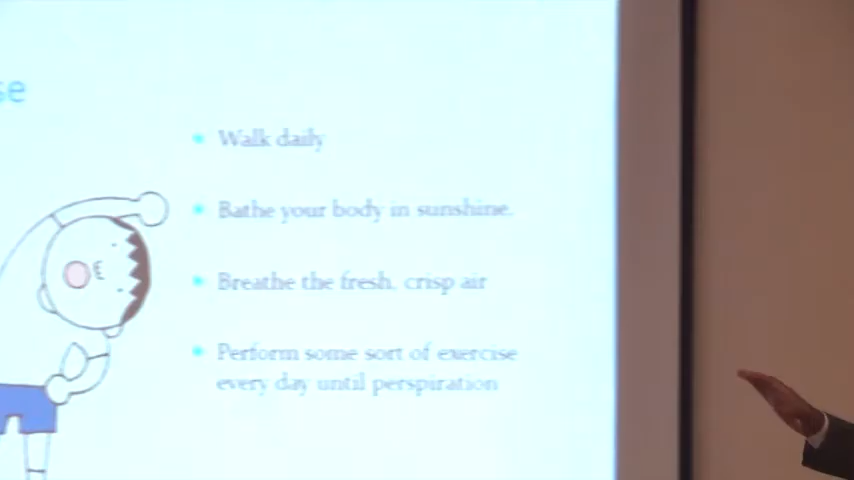 se
Walk daily
Bathe your body in sunshine.
Breathe the fresh, crisp air
Perform some sort of exercise
every day until perspiration